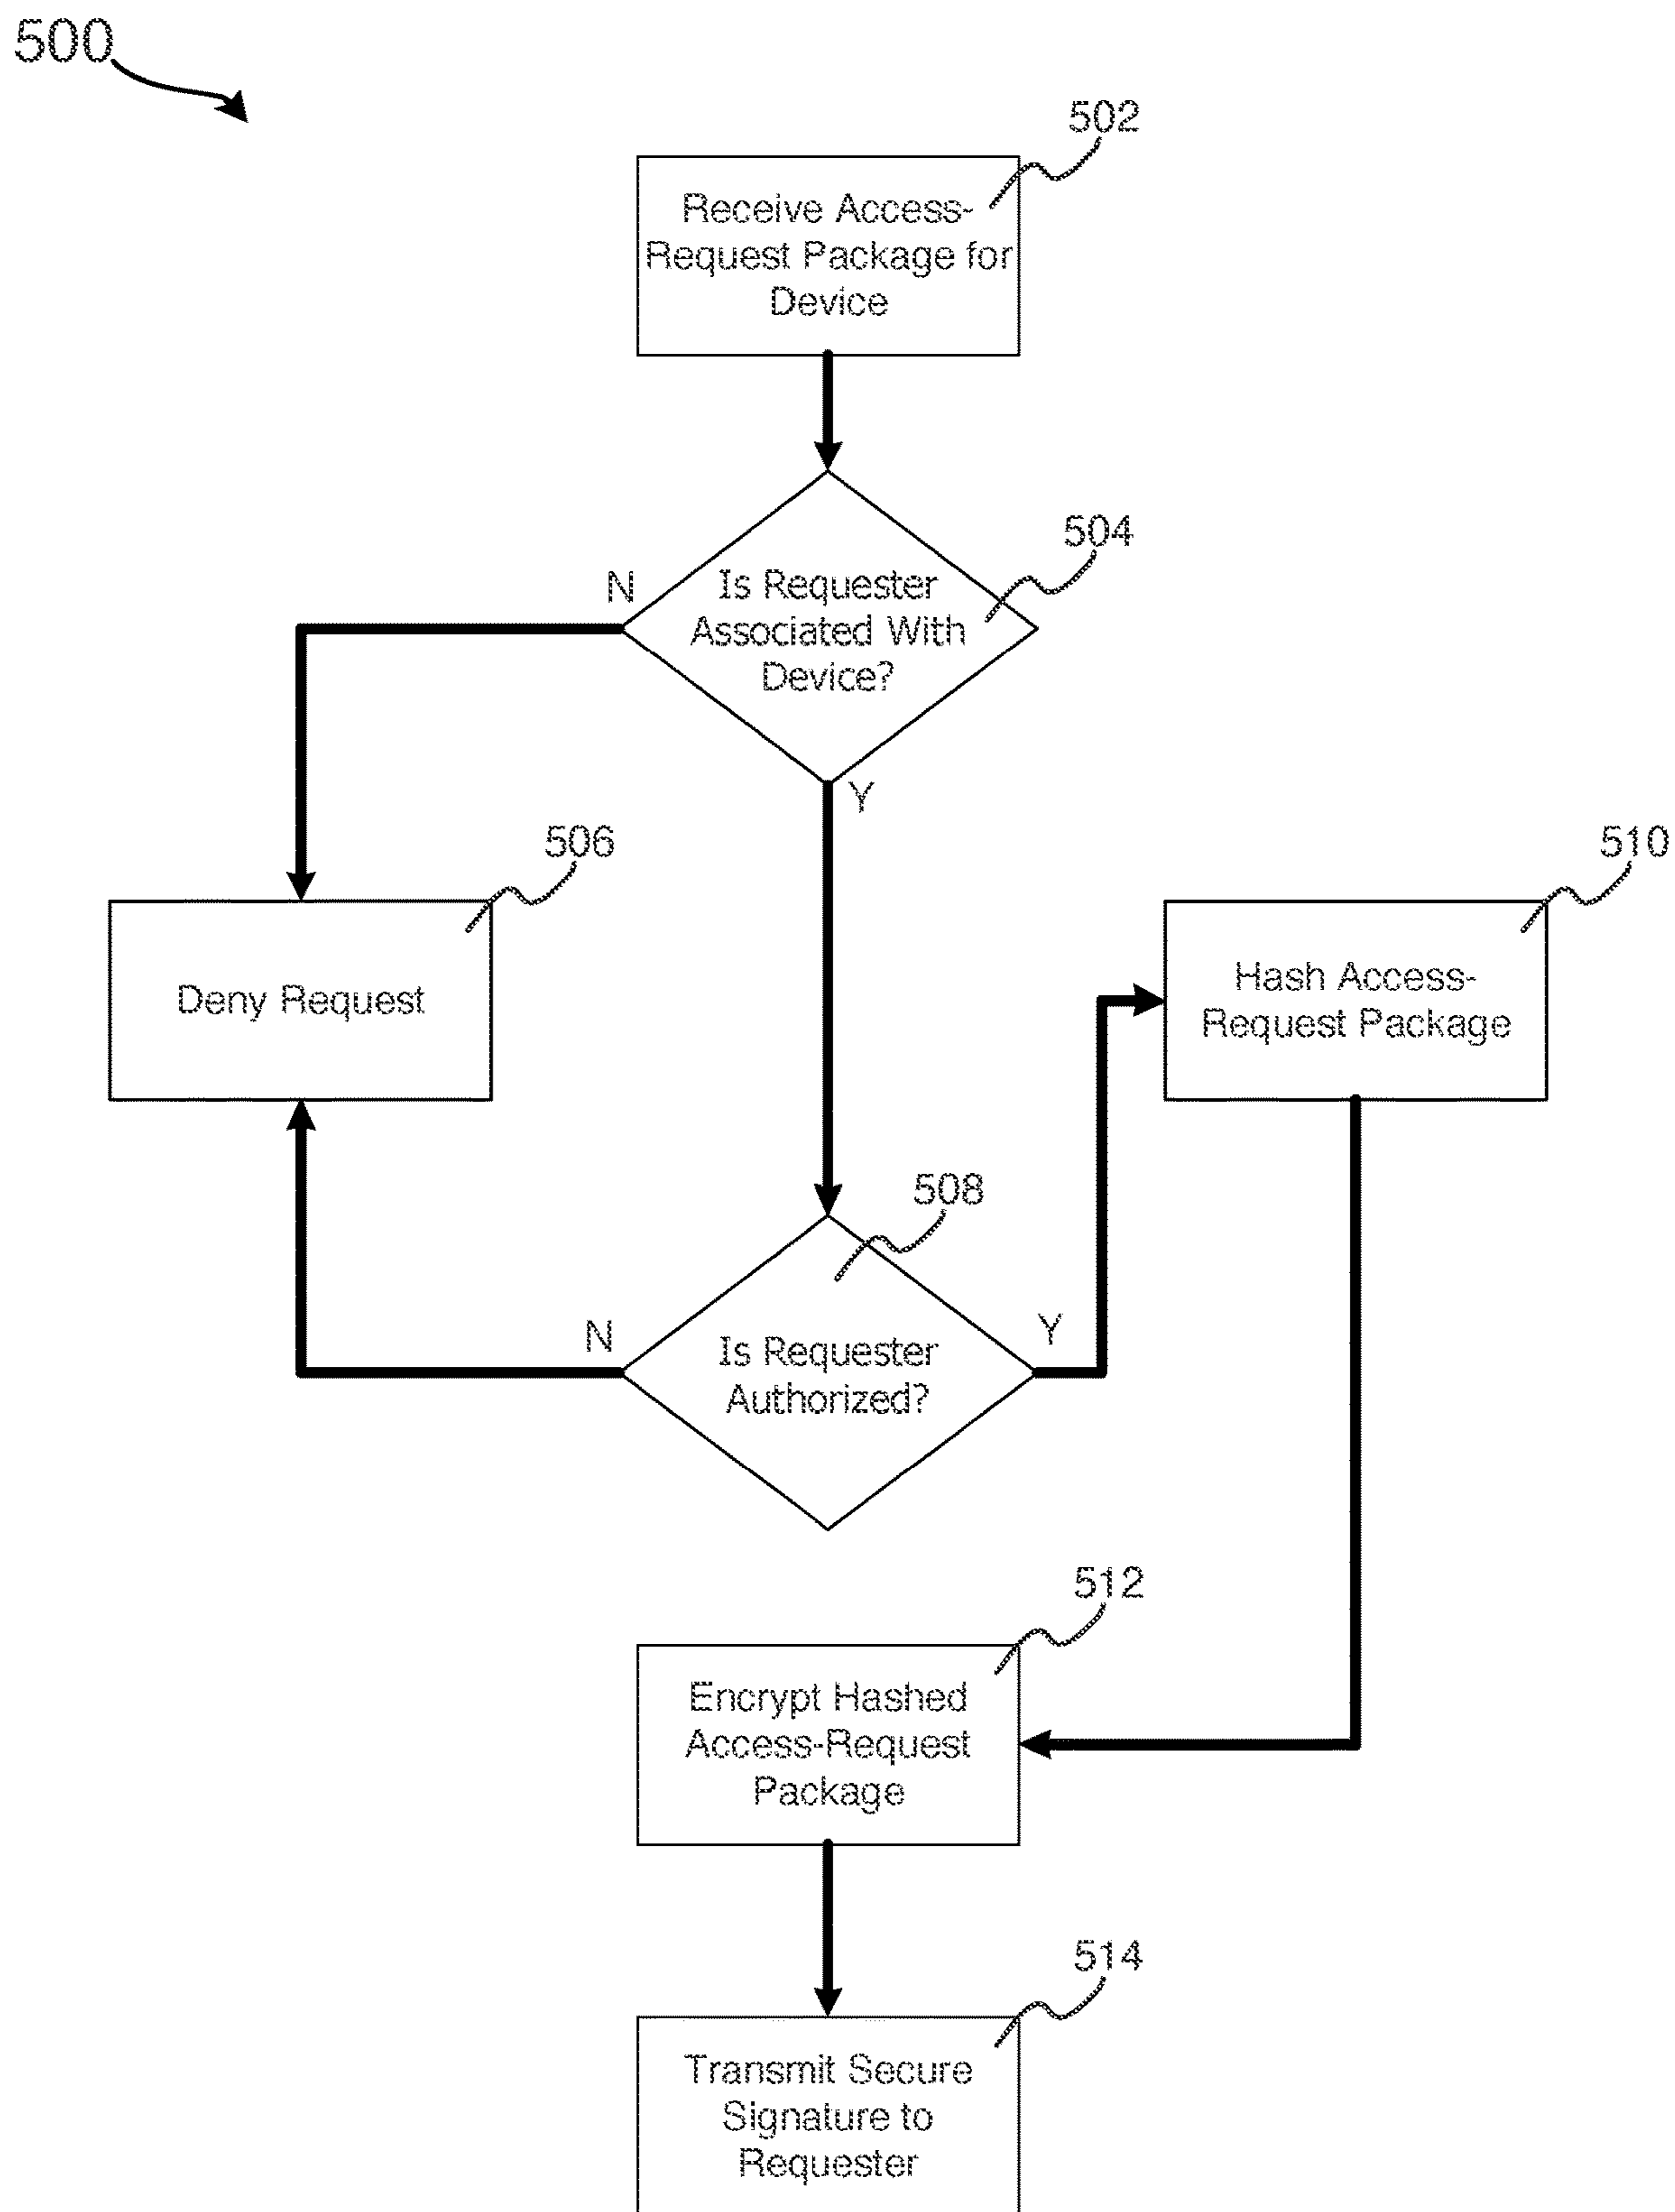 500
502
Receive Access-
Request Package for
Device
504
N
Is Requester
Associated With
Device?
Y
506
Deny Request
510
Hash Access-
Request Package
508
N
Is Requester
Authorized?
Y
512
Encrypt Hashed
Access-Request
Package
514
Transmit Secure
Signature to
Requester